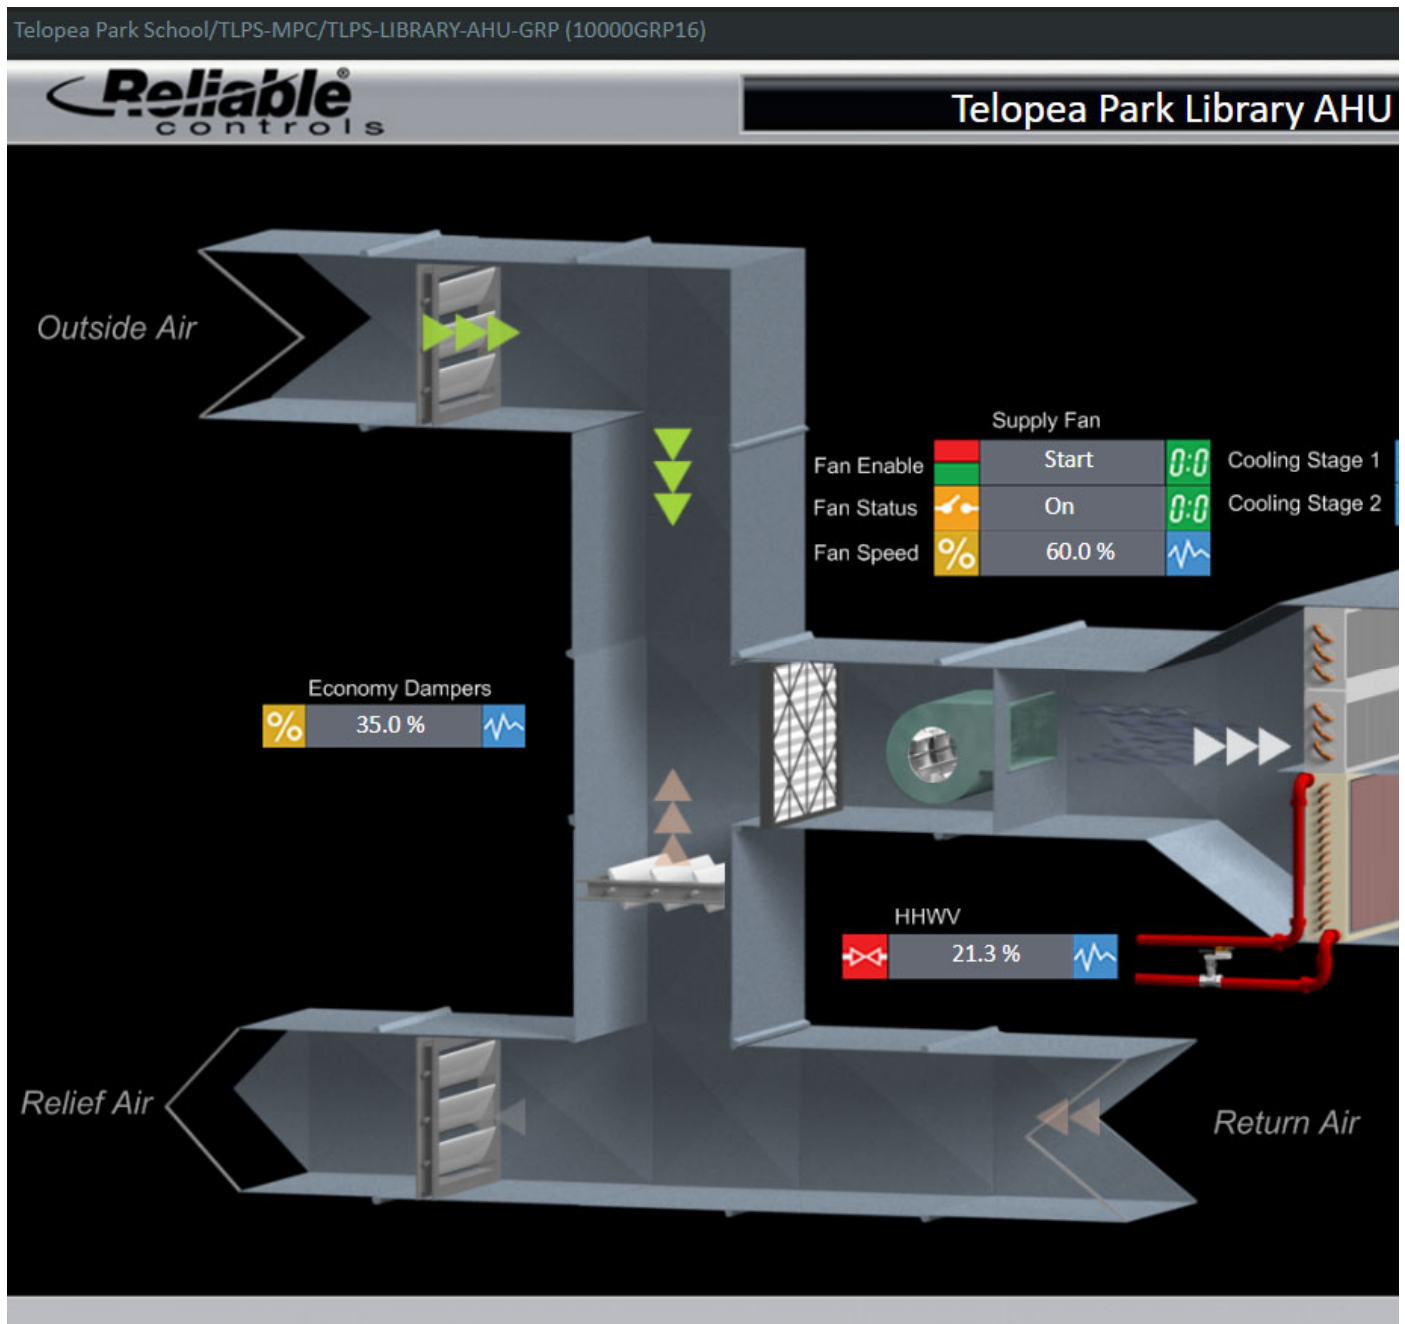 Telopea Park School/TLPS-MPC/TLPS-LIBRARY-AHU-GRP (10000GRP16)
Reliable®
controls
Telopea Park Library AHU
Outside Air
Supply Fan
Fan Enable Start 0:0 Cooling Stage 1
Fan Status On 0:0 Cooling Stage 2
Fan Speed % 60.0 %
Economy Dampers
% 35.0 %
HHWV
21.3 %
Relief Air
Return Air